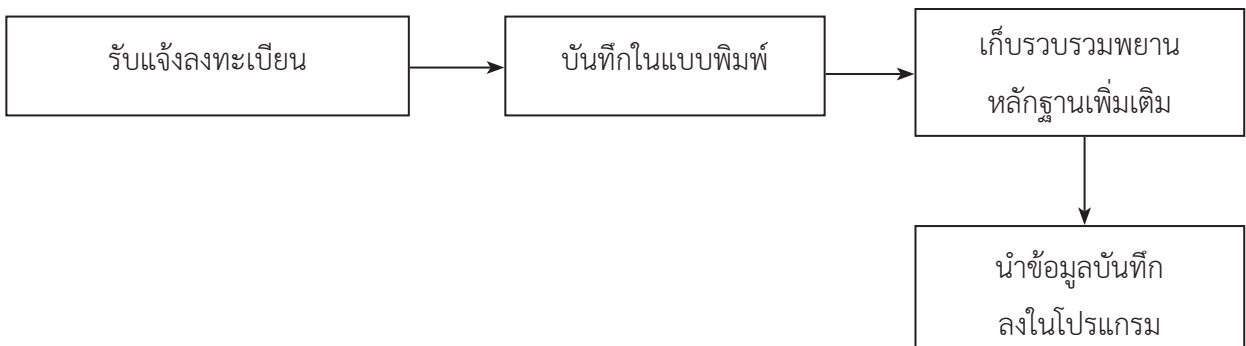 รับแจ้งลงทะเบียน
บันทึกในแบบพิมพ์
เก็บรวบรวมพยาน
หลักฐานเพิ่มเติม
นำข้อมูลบันทึก
ลงในโปรแกรม